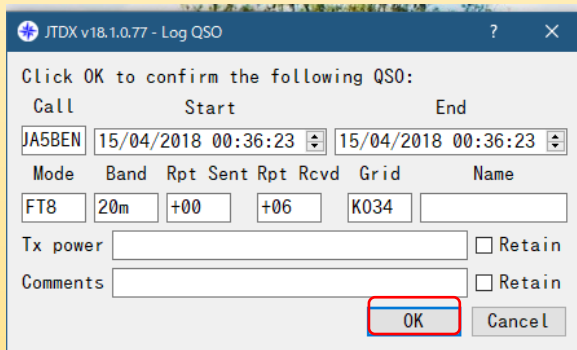 JTDX v18.1.0.77 - Log QSO ? ×
Click OK to confirm the following QSO:
Call Start End
JA5BEN 15/04/2018 00:36:23 15/04/2018 00:36:23
Mode Band Rpt Sent Rpt Rcvd Grid Name
FT8 20m +00 +06 KO34
Tx power Retain
Comments Retain
OK Cancel